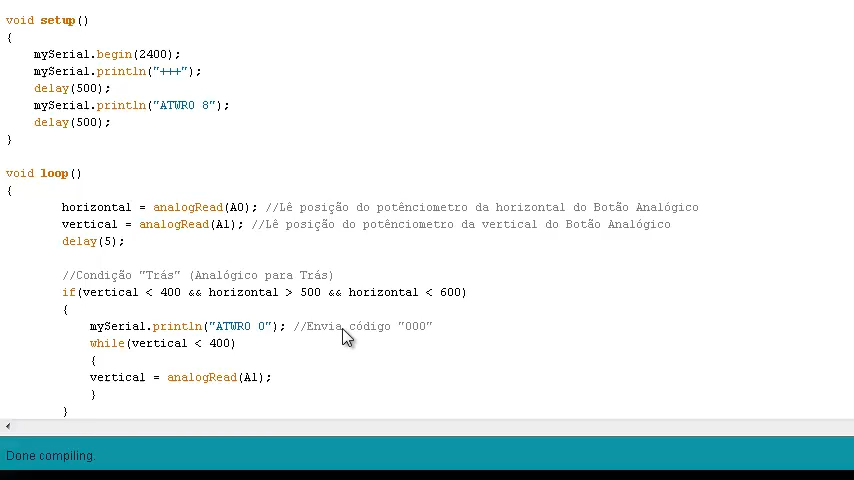 void setup()
{
mySerial.begin(2400);
mySerial.println("+++");
delay(500);
mySerial.println("ATWR0 8");
delay(500);
}
void loop()
{
horizontal = analogRead(A0); //Lê posição do potênciometro da horizontal do Botão Analógico
vertical = analogRead(A1); //Lê posição do potênciometro da vertical do Botão Analógico
delay(5);
//Condição "Trás" (Analógico para Trás)
if(vertical < 400 && horizontal > 500 && horizontal < 600)
{
mySerial.println("ATWR0 0"); //Envia código "000"
while(vertical < 400)
{
vertical = analogRead(A1);
}
}
Done compiling.